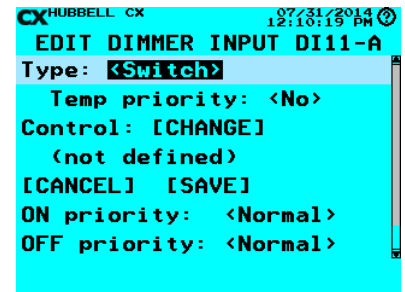 CX HUBBELL CX 07/31/2014
12:10:19 PM ?
EDIT DIMMER INPUT DI11-A
Type: <Switch>
Temp priority: <No>
Control: [CHANGE]
(not defined)
[CANCEL] [SAVE]
ON priority: <Normal>
OFF priority: <Normal>